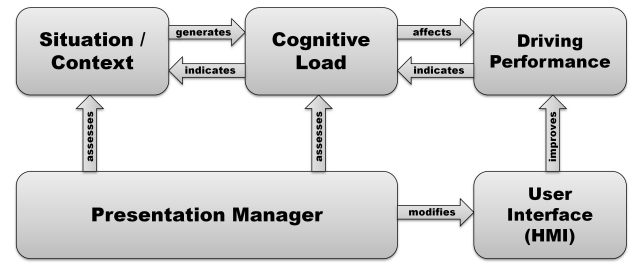 Situation /
Context
generates
indicates
Cognitive
Load
affects
indicates
Driving
Performance
assesses
assesses
improves
Presentation Manager
modifies
User
Interface
(HMI)